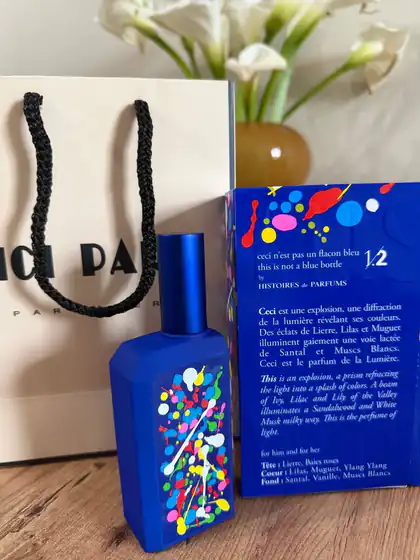 ICI PA
PAR
ceci n'est pas un flacon bleu
this is not a blue bottle
1/.2
by
HISTOIRES de PARFUMS
Ceci est une explosion, une diffraction
de la lumière révélant ses couleurs.
Des éclats de Lierre, Lilas et Muguet
illuminent gaiement une voie lactée
de Santal et Muscs Blancs.
Ceci est le parfum de la Lumière.
This is an explosion, a prism refracting
the light into a splash of colors. A beam
of Ivy, Lilac and Lily of the Valley
illuminates a Sandalwood and White
Musk milky way. This is the perfume of
light.
for him and for her
Tête : Lierre, Baies roses
Coeur : Lilas, Muguet, Ylang Ylang
Fond : Santal, Vanille, Muscs Blancs